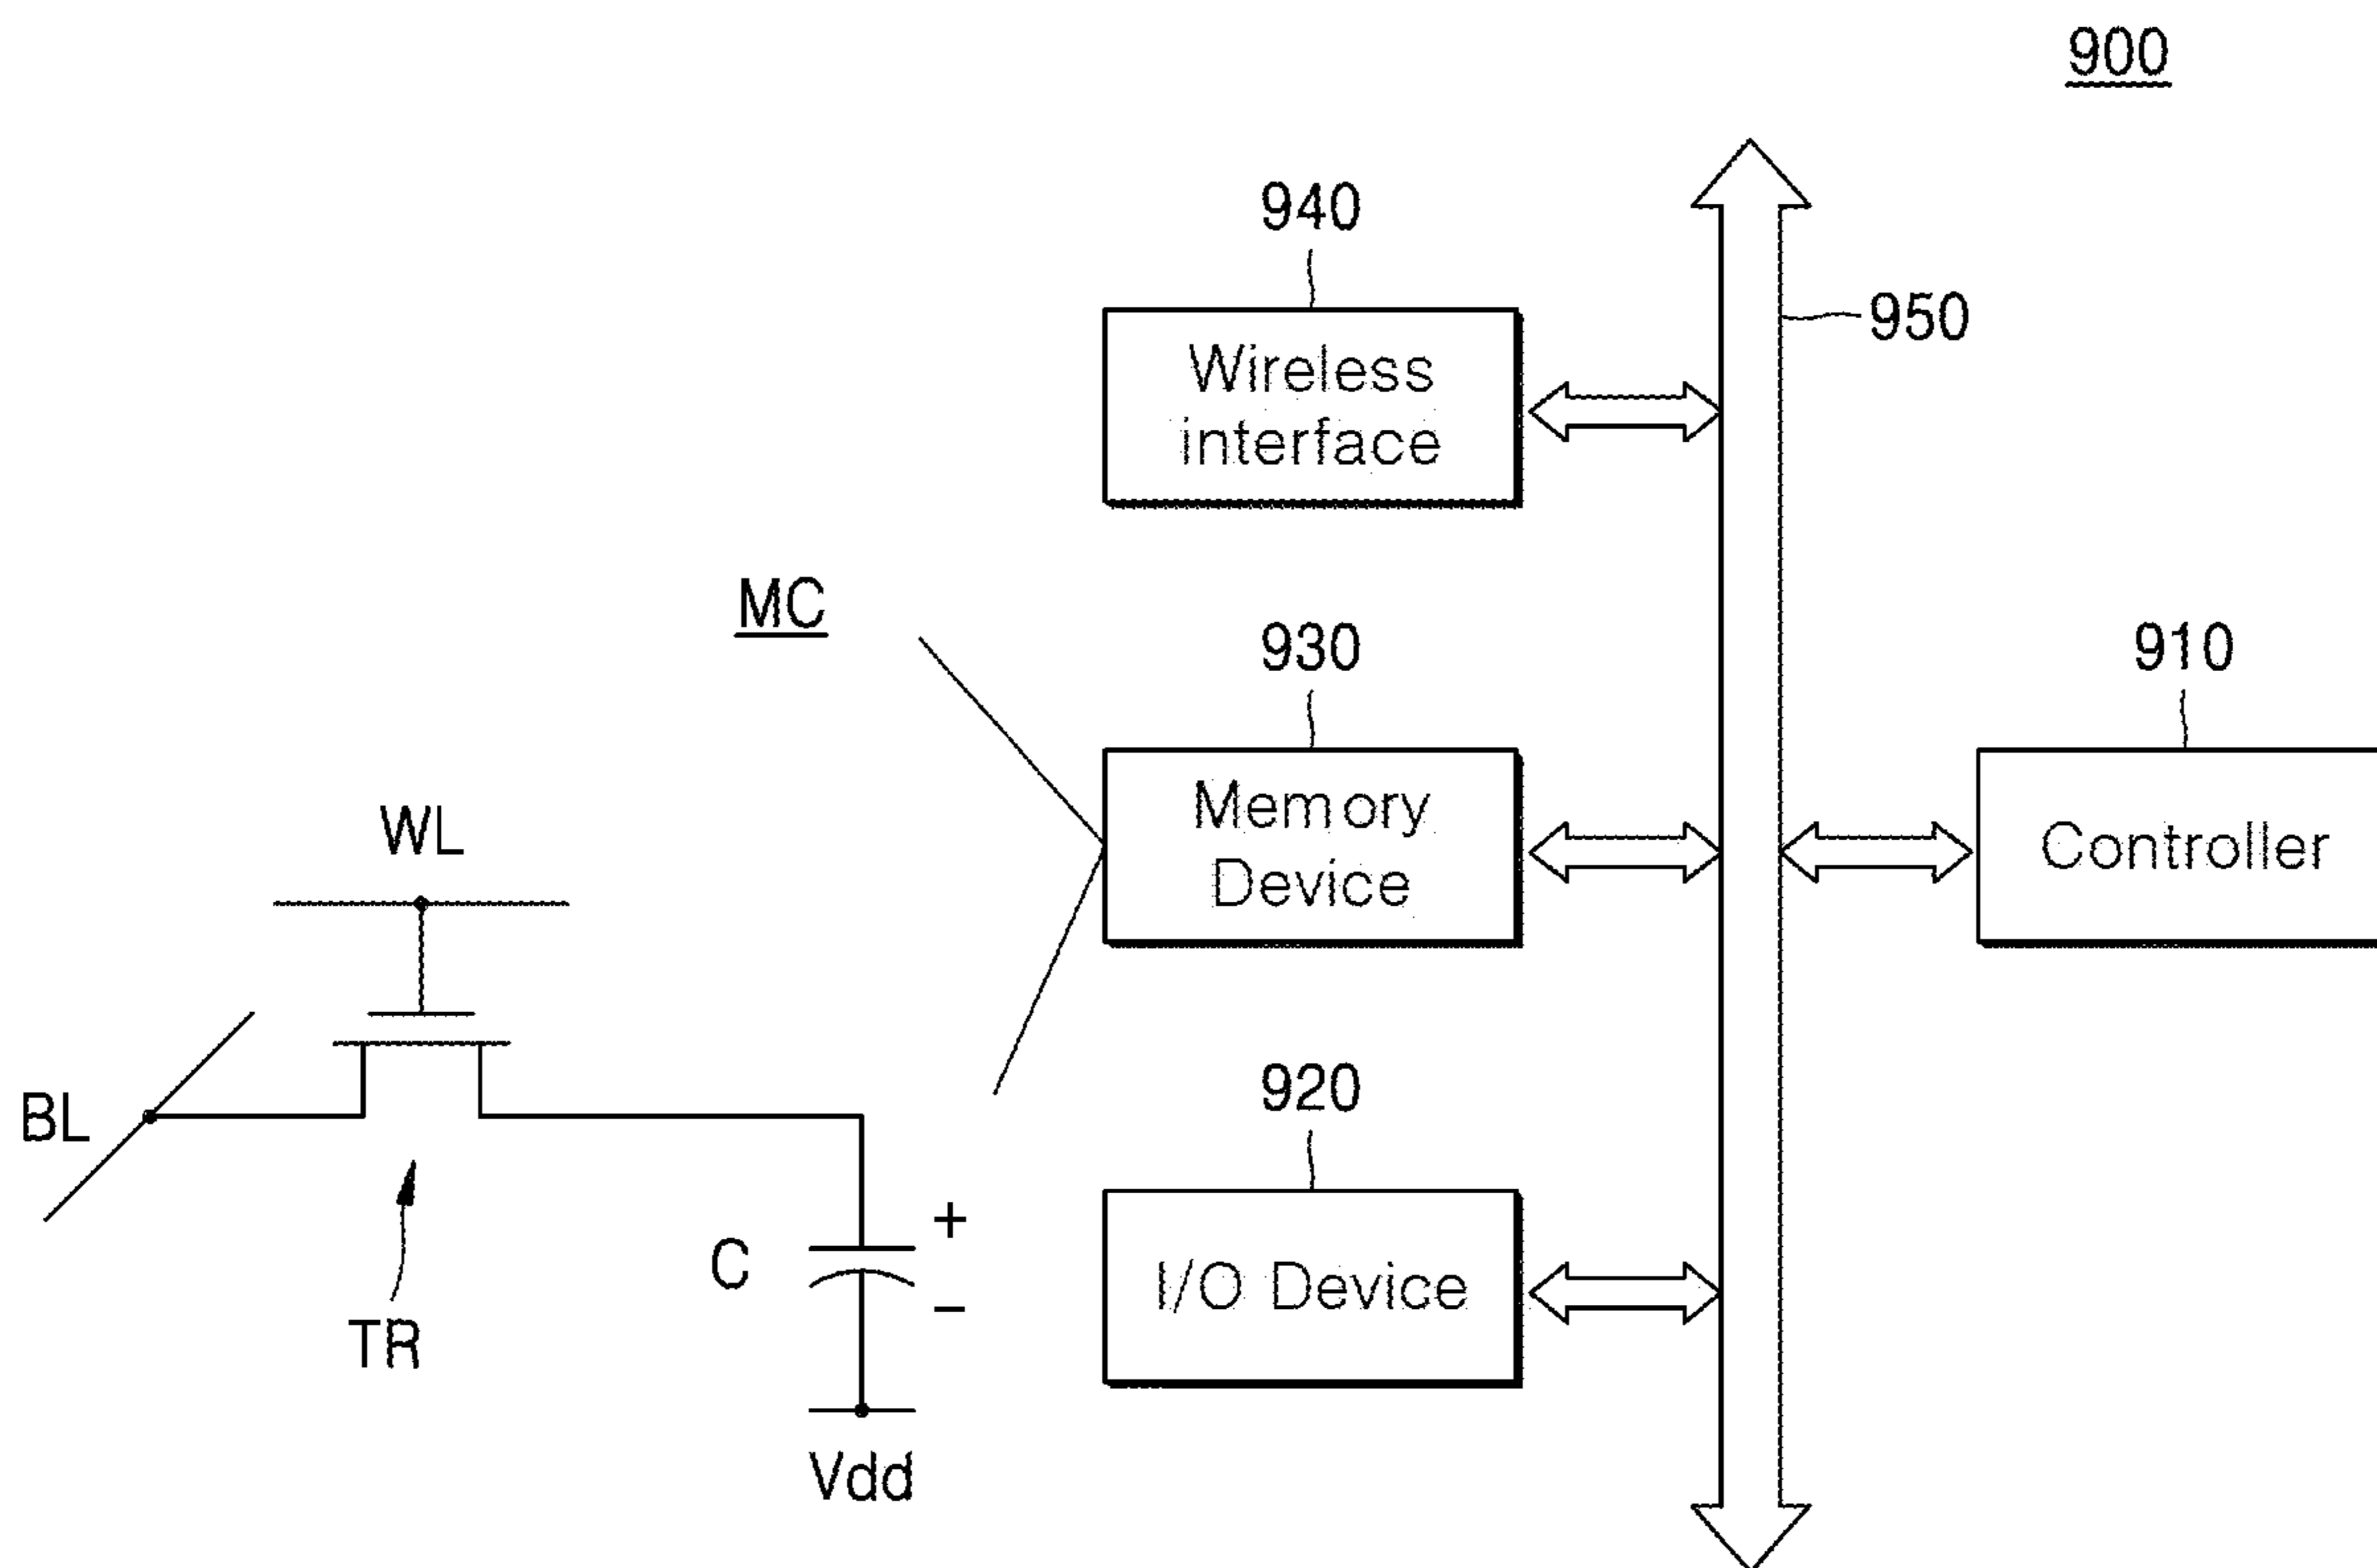 900
940
Wireless
interface
950
MC
930
Memory
Device
910
Controller
WL
BL
TR
C
+
−
Vdd
920
I/O Device